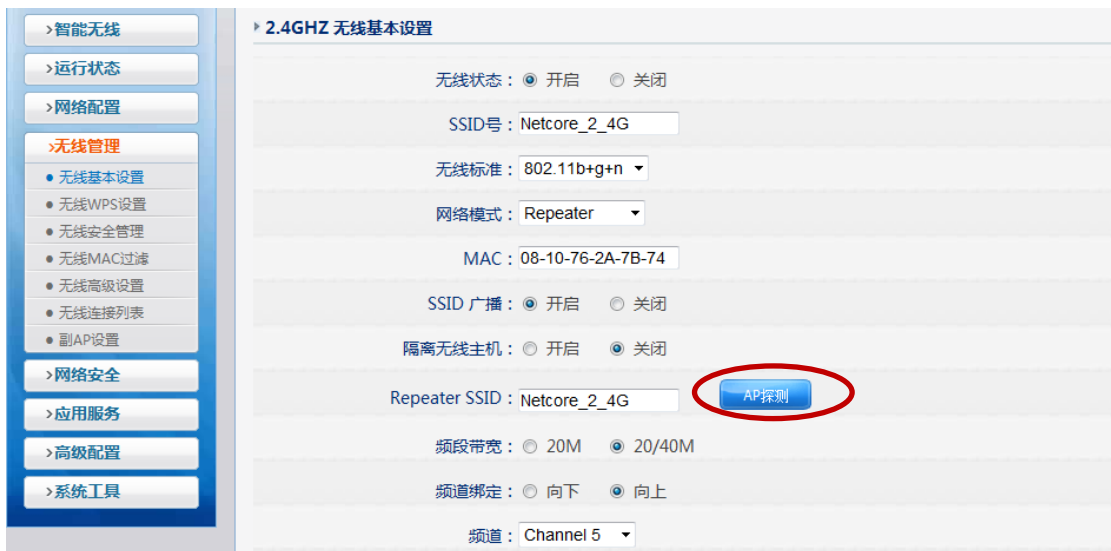 >智能无线
>运行状态
>网络配置
>无线管理
无线基本设置
无线WPS设置
无线安全管理
无线MAC过滤
无线高级设置
无线连接列表
副AP设置
>网络安全
>应用服务
>高级配置
>系统工具
2.4GHZ 无线基本设置
无线状态： 开启 关闭
SSID号： Netcore_2_4G
无线标准： 802.11b+g+n
网络模式： Repeater
MAC： 08-10-76-2A-7B-74
SSID 广播： 开启 关闭
隔离无线主机： 开启 关闭
Repeater SSID： Netcore_2_4G AP探测
频段带宽： 20M 20/40M
频道绑定： 向下 向上
频道： Channel 5